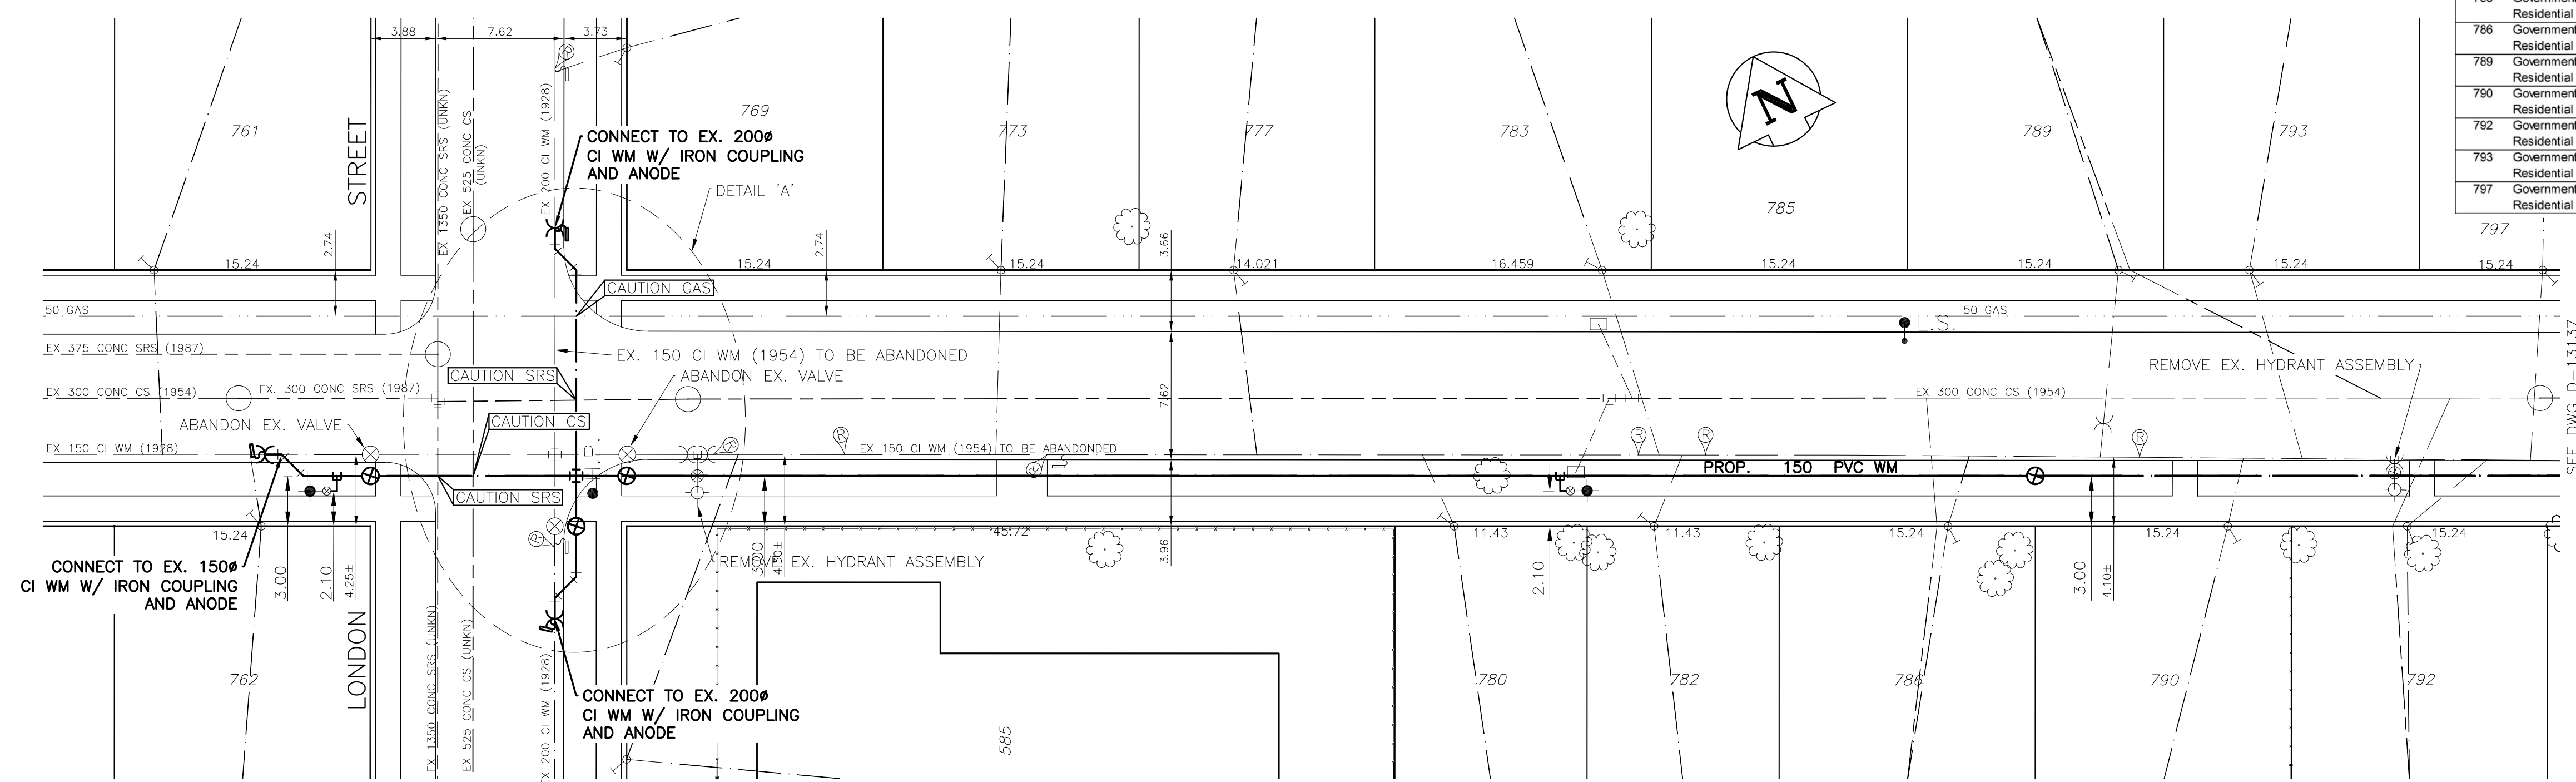 Residential
786 Government
Residential
789 Government
Residential
790 Government
Residential
792 Government
Residential
793 Government
Residential
797 Government
Residential
3.88
7.62
3.73
761
STREET
EX 1350 CONC SRS (UNKN)
EX 525 CONC CS
(UNKN)
EX 200 CI WM (1928)
R
769
773
777
783
785
789
793
797
N
CONNECT TO EX. 200ø
CI WM W/ IRON COUPLING
AND ANODE
DETAIL 'A'
2.74
2.74
3.66
15.24
15.24
15.24
14.021
16.459
15.24
15.24
15.24
15.24
CAUTION GAS
50 GAS
50 GAS
L.S.
EX 375 CONC SRS (1987)
EX. 150 CI WM (1954) TO BE ABANDONED
CAUTION SRS
ABANDON EX. VALVE
REMOVE EX. HYDRANT ASSEMBLY
SEE DWG D-13137
EX 300 CONC CS (1954)
EX. 300 CONC SRS (1987)
7.62
EX 300 CONC CS (1954)
ABANDON EX. VALVE
CAUTION CS
H.P.
EX 150 CI WM (1928)
R
R
EX 150 CI WM (1954) TO BE ABANDONDED
R
R
R
PROP. 150 PVC WM
CAUTION SRS
R
15.24
45.72
11.43
11.43
15.24
15.24
15.24
3.00
2.10
4.25±
3.00
4.30±
3.96
2.10
3.00
4.10±
REMOVE EX. HYDRANT ASSEMBLY
CONNECT TO EX. 150ø
CI WM W/ IRON COUPLING
AND ANODE
LONDON
762
EX 1350 CONC SRS (UNKN)
EX 525 CONC CS (UNKN)
EX 200 CI WM (1928)
CONNECT TO EX. 200ø
CI WM W/ IRON COUPLING
AND ANODE
585
780
782
786
790
792